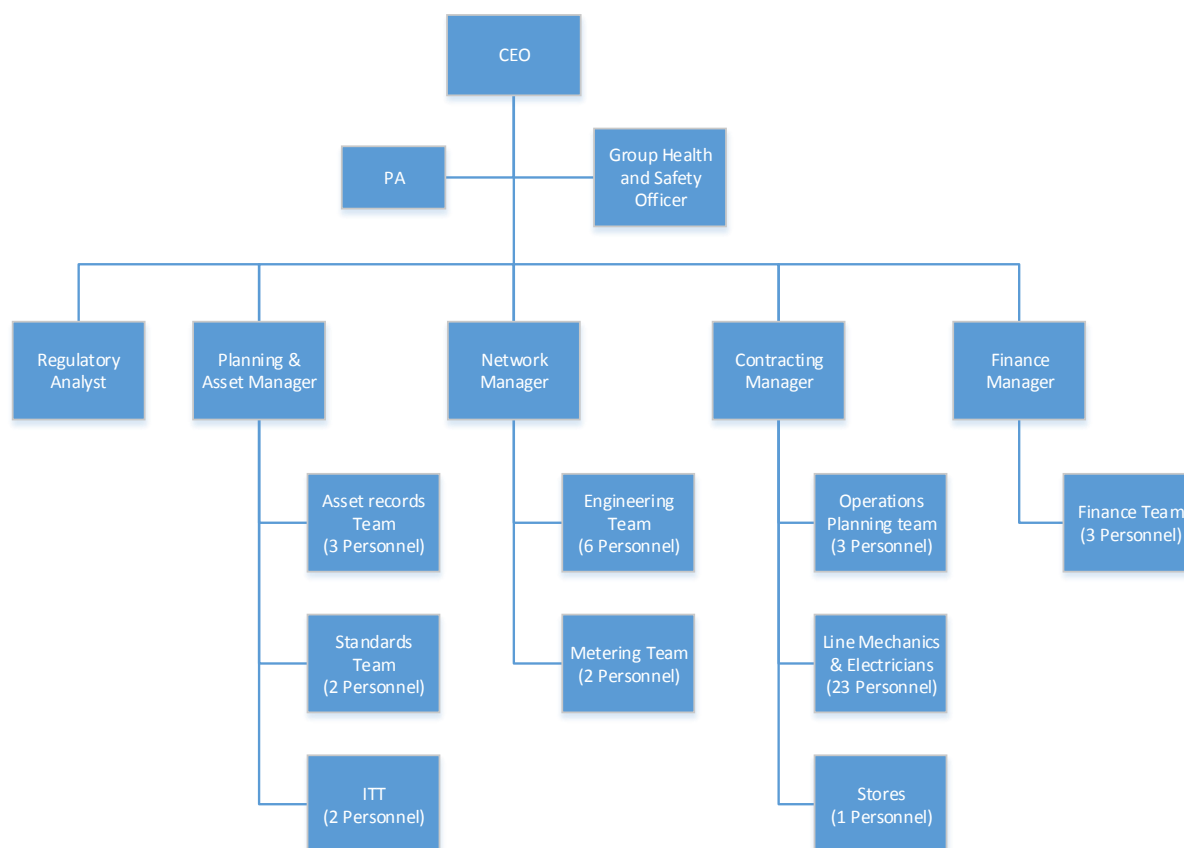 CEO
PA
Group Health
and Safety
Officer
Regulatory
Analyst
Planning &
Asset Manager
Network
Manager
Contracting
Manager
Finance
Manager
Asset records
Team
(3 Personnel)
Engineering
Team
(6 Personnel)
Operations
Planning team
(3 Personnel)
Finance Team
(3 Personnel)
Standards
Team
(2 Personnel)
Metering Team
(2 Personnel)
Line Mechanics
& Electricians
(23 Personnel)
ITT
(2 Personnel)
Stores
(1 Personnel)